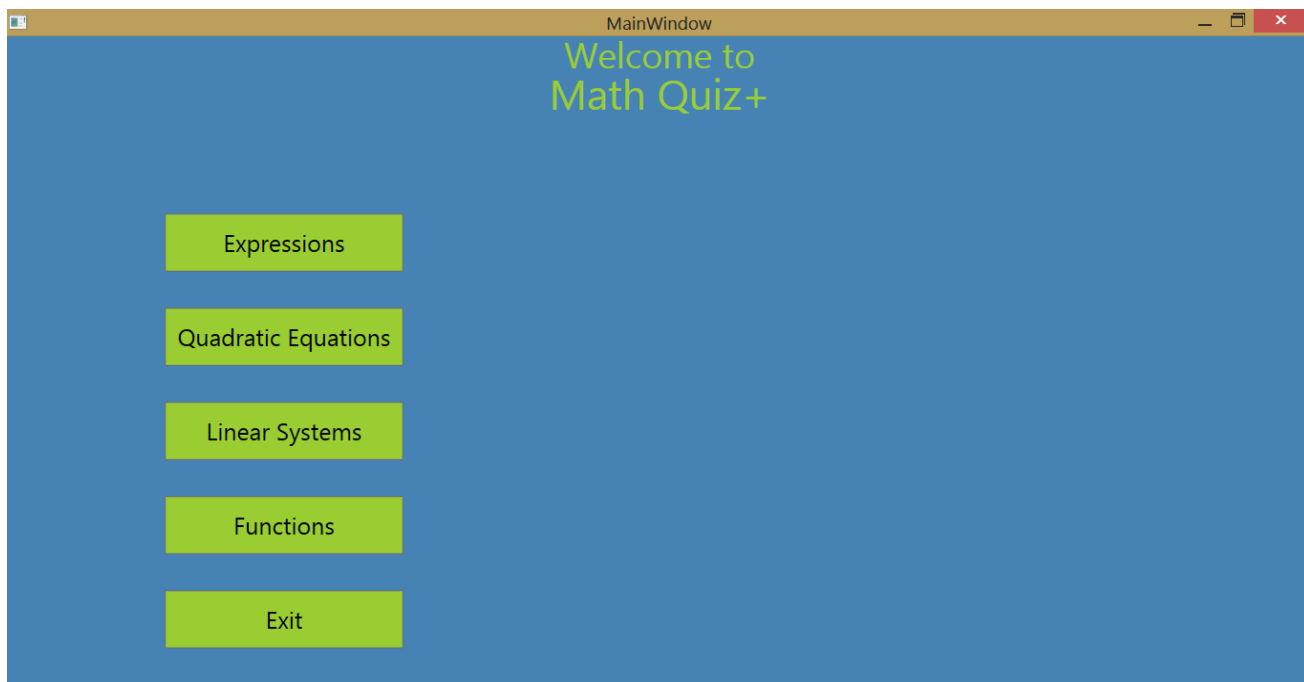 MainWindow
Welcome to
Math Quiz+
Expressions
Quadratic Equations
Linear Systems
Functions
Exit